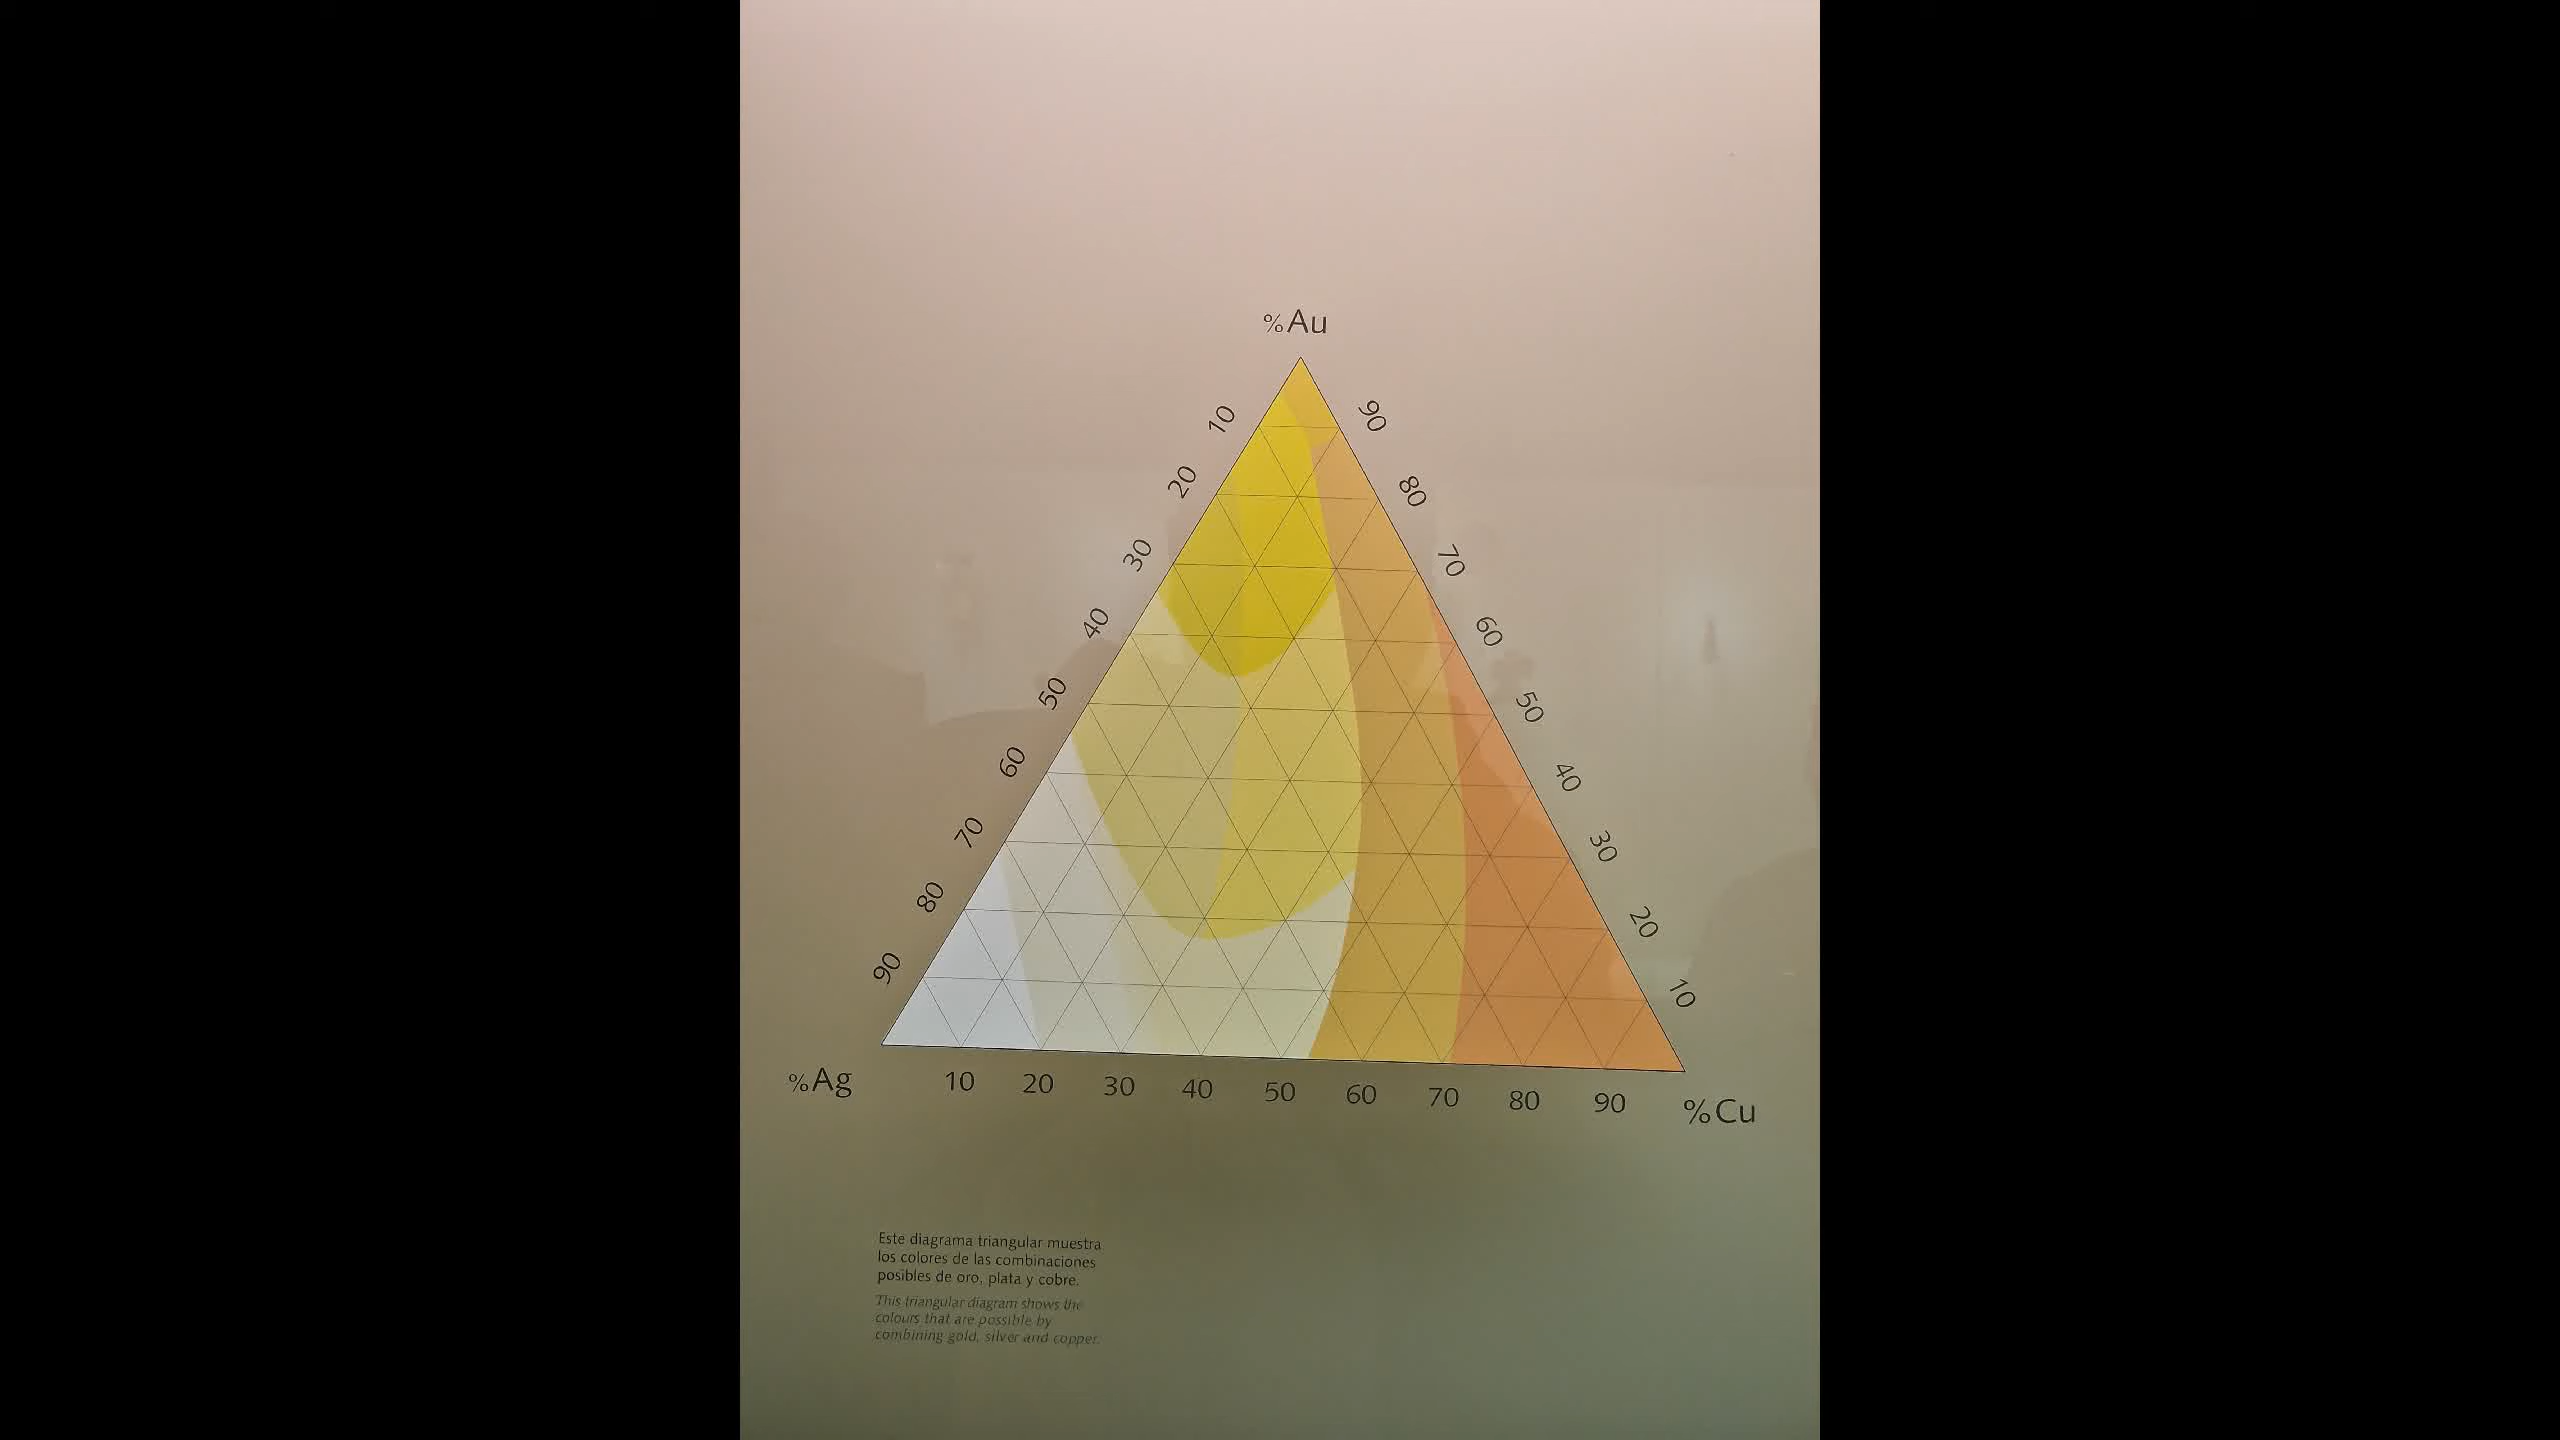 %Au
10
90
20
80
30
70
40
60
50
50
60
40
70
30
80
20
90
10
%Ag
10 20 30 40 50 60 70 80 90
%Cu
Este diagrama triangular muestra
los colores de las combinaciones
posibles de oro, plata y cobre.
This triangular diagram shows the
colours that are possible by
combining gold, silver and copper.